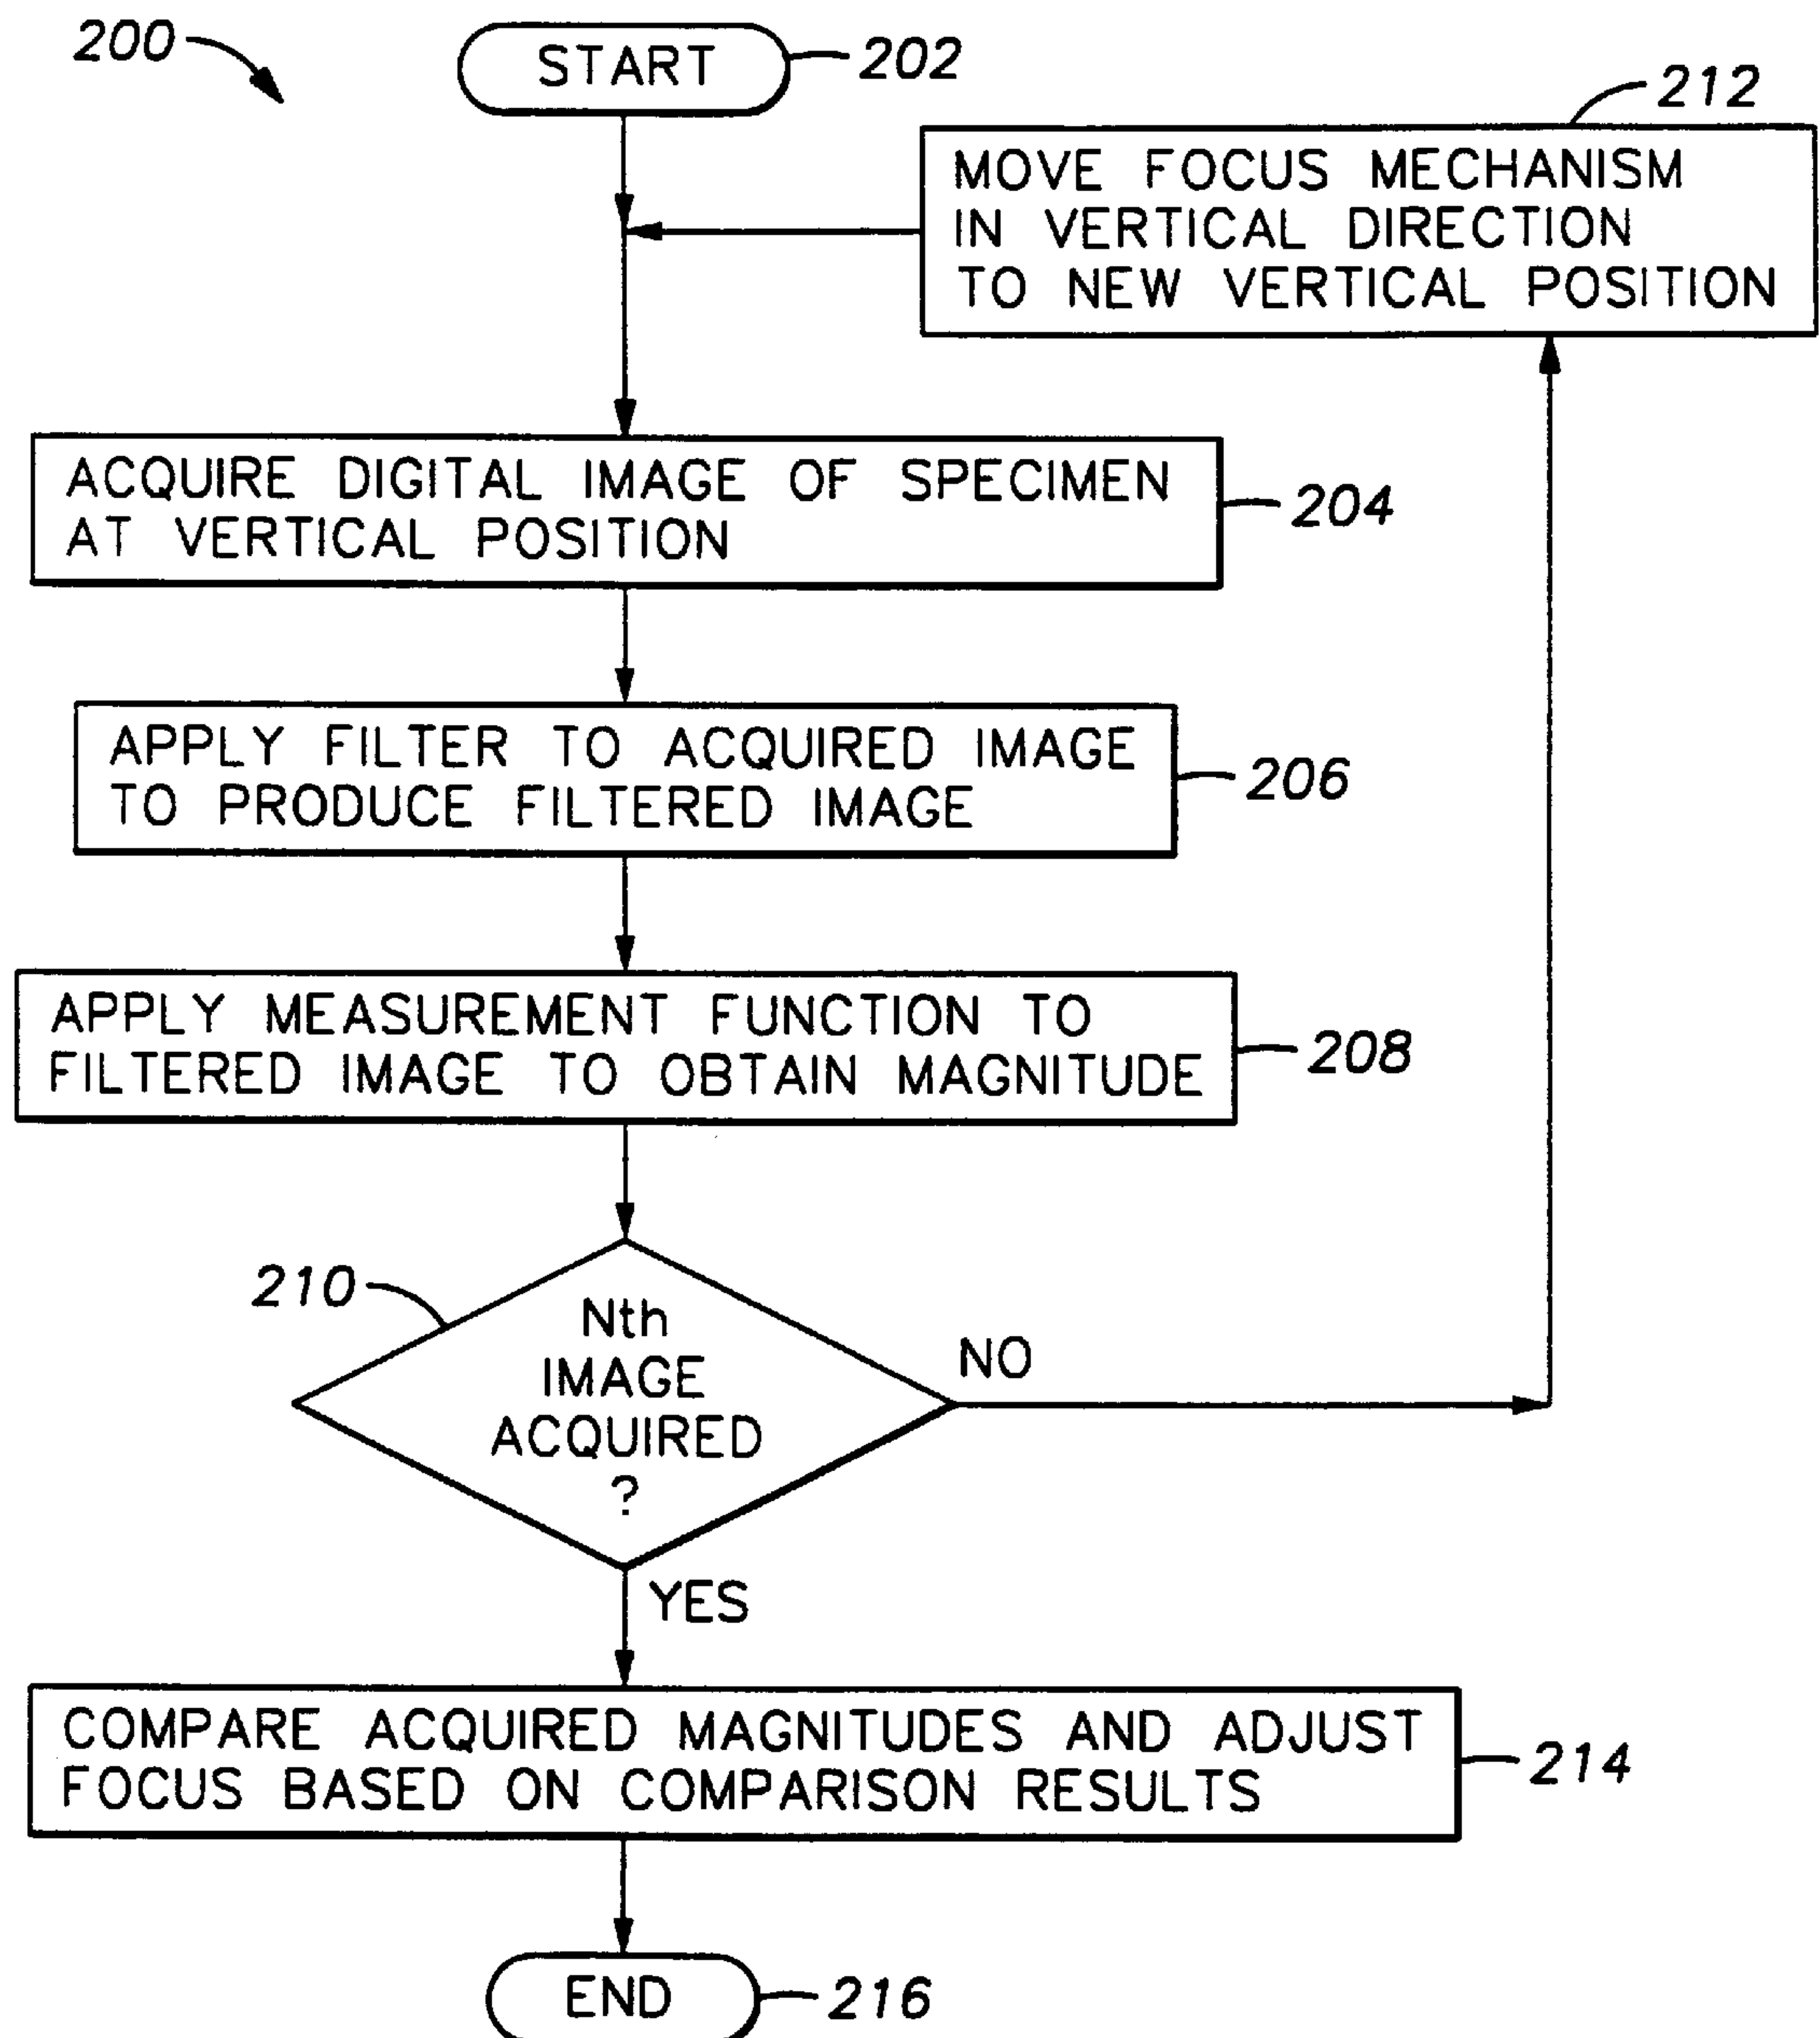 200
START
202
212
MOVE FOCUS MECHANISM
IN VERTICAL DIRECTION
TO NEW VERTICAL POSITION
ACQUIRE DIGITAL IMAGE OF SPECIMEN
AT VERTICAL POSITION
204
APPLY FILTER TO ACQUIRED IMAGE
TO PRODUCE FILTERED IMAGE
206
APPLY MEASUREMENT FUNCTION TO
FILTERED IMAGE TO OBTAIN MAGNITUDE
208
210
Nth
IMAGE
ACQUIRED
?
NO
YES
COMPARE ACQUIRED MAGNITUDES AND ADJUST
FOCUS BASED ON COMPARISON RESULTS
214
END
216